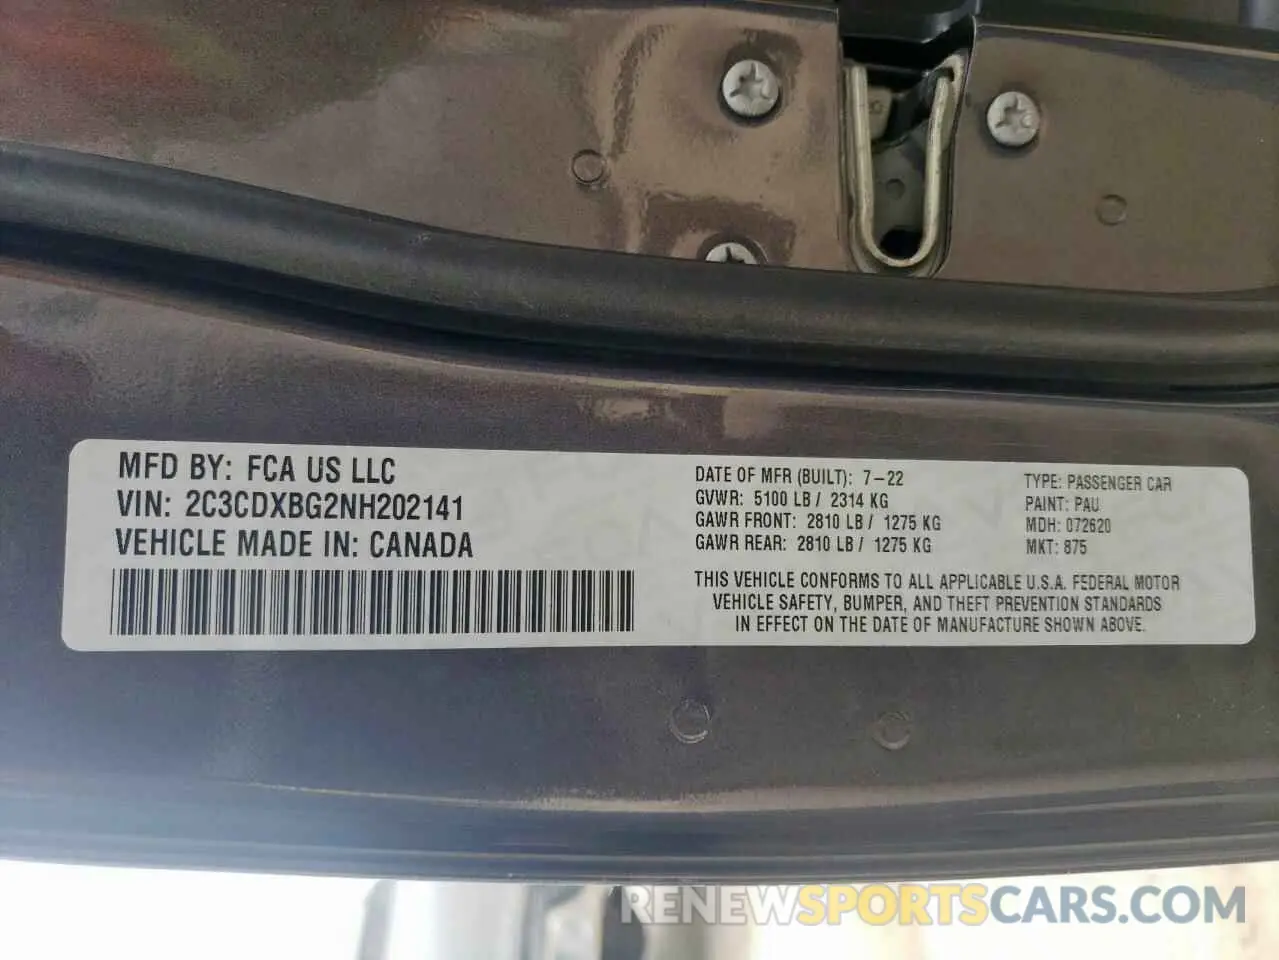 MFD BY: FCA US LLC
VIN: 2C3CDXBG2NH202141
VEHICLE MADE IN: CANADA
DATE OF MFR (BUILT): 7-22
GVWR: 5100 LB / 2314 KG
GAWR FRONT: 2810 LB / 1275 KG
GAWR REAR: 2810 LB / 1275 KG
TYPE: PASSENGER CAR
PAINT: PAU
MDH: 072620
MKT: 875
THIS VEHICLE CONFORMS TO ALL APPLICABLE U.S.A. FEDERAL MOTOR
VEHICLE SAFETY, BUMPER, AND THEFT PREVENTION STANDARDS
IN EFFECT ON THE DATE OF MANUFACTURE SHOWN ABOVE.
RENEWSPORTSCARS.COM